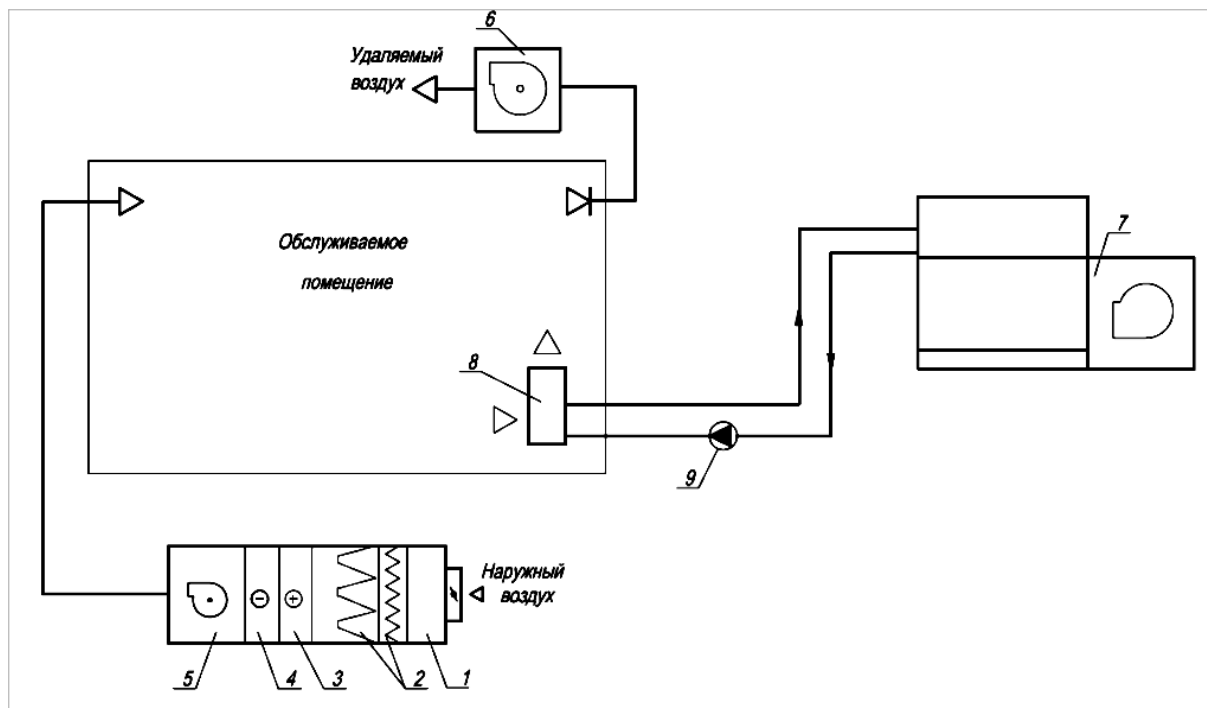 6
Удаляемый
воздух
7
Обслуживаемое
помещение
8
9
Наружный
воздух
5
4
3
2
1